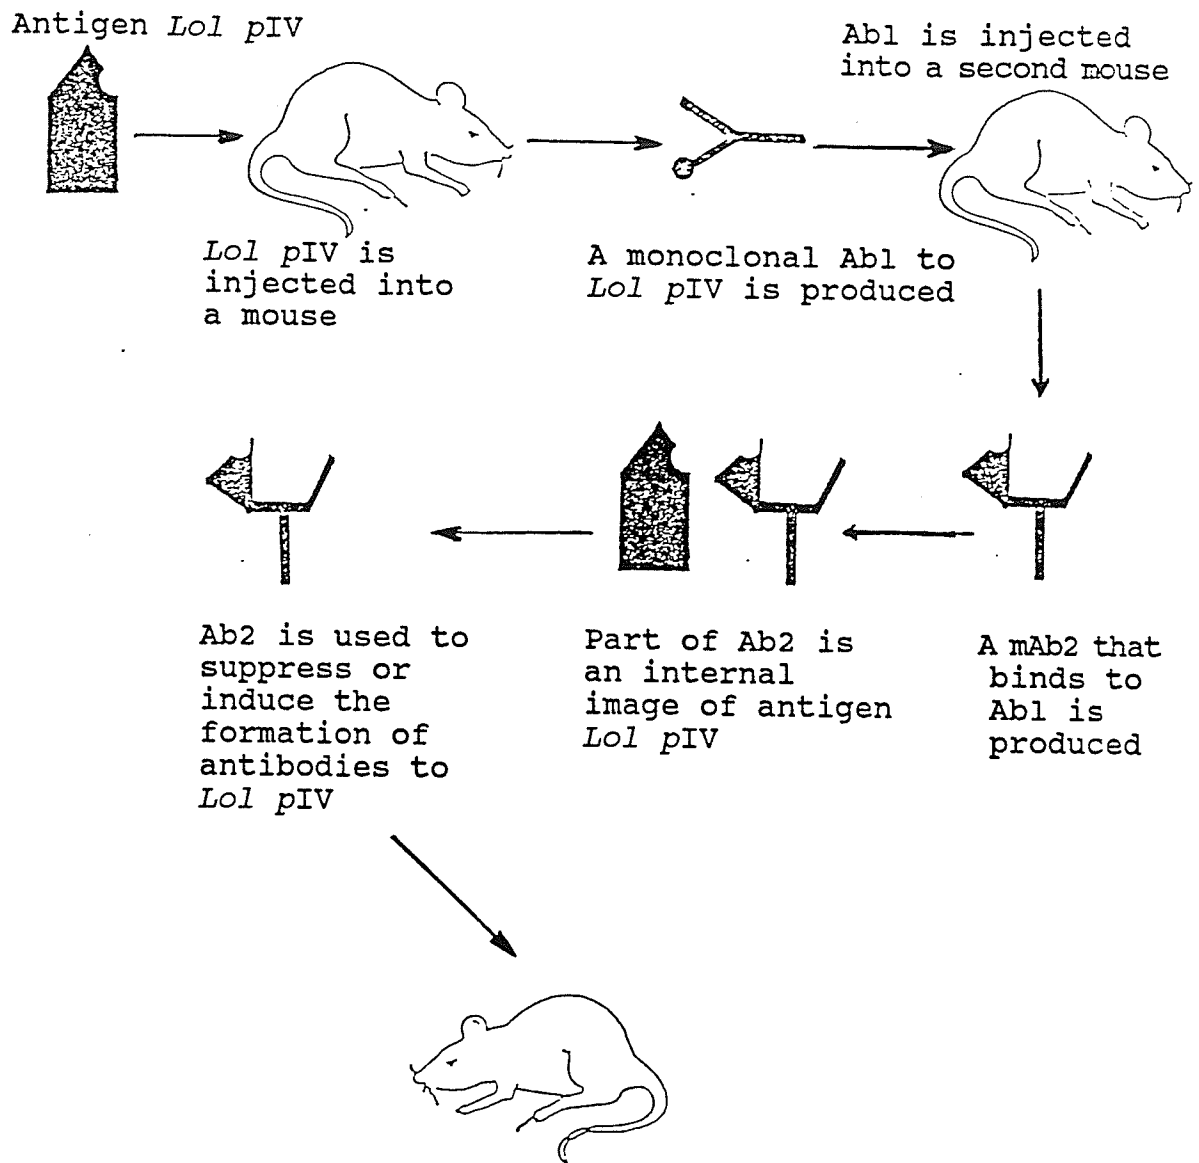 Antigen Lol pIV
Ab1 is injected
into a second mouse
Lol pIV is
injected into
a mouse
A monoclonal Ab1 to
Lol pIV is produced
Ab2 is used to
suppress or
induce the
formation of
antibodies to
Lol pIV
Part of Ab2 is
an internal
image of antigen
Lol pIV
A mAb2 that
binds to
Ab1 is
produced